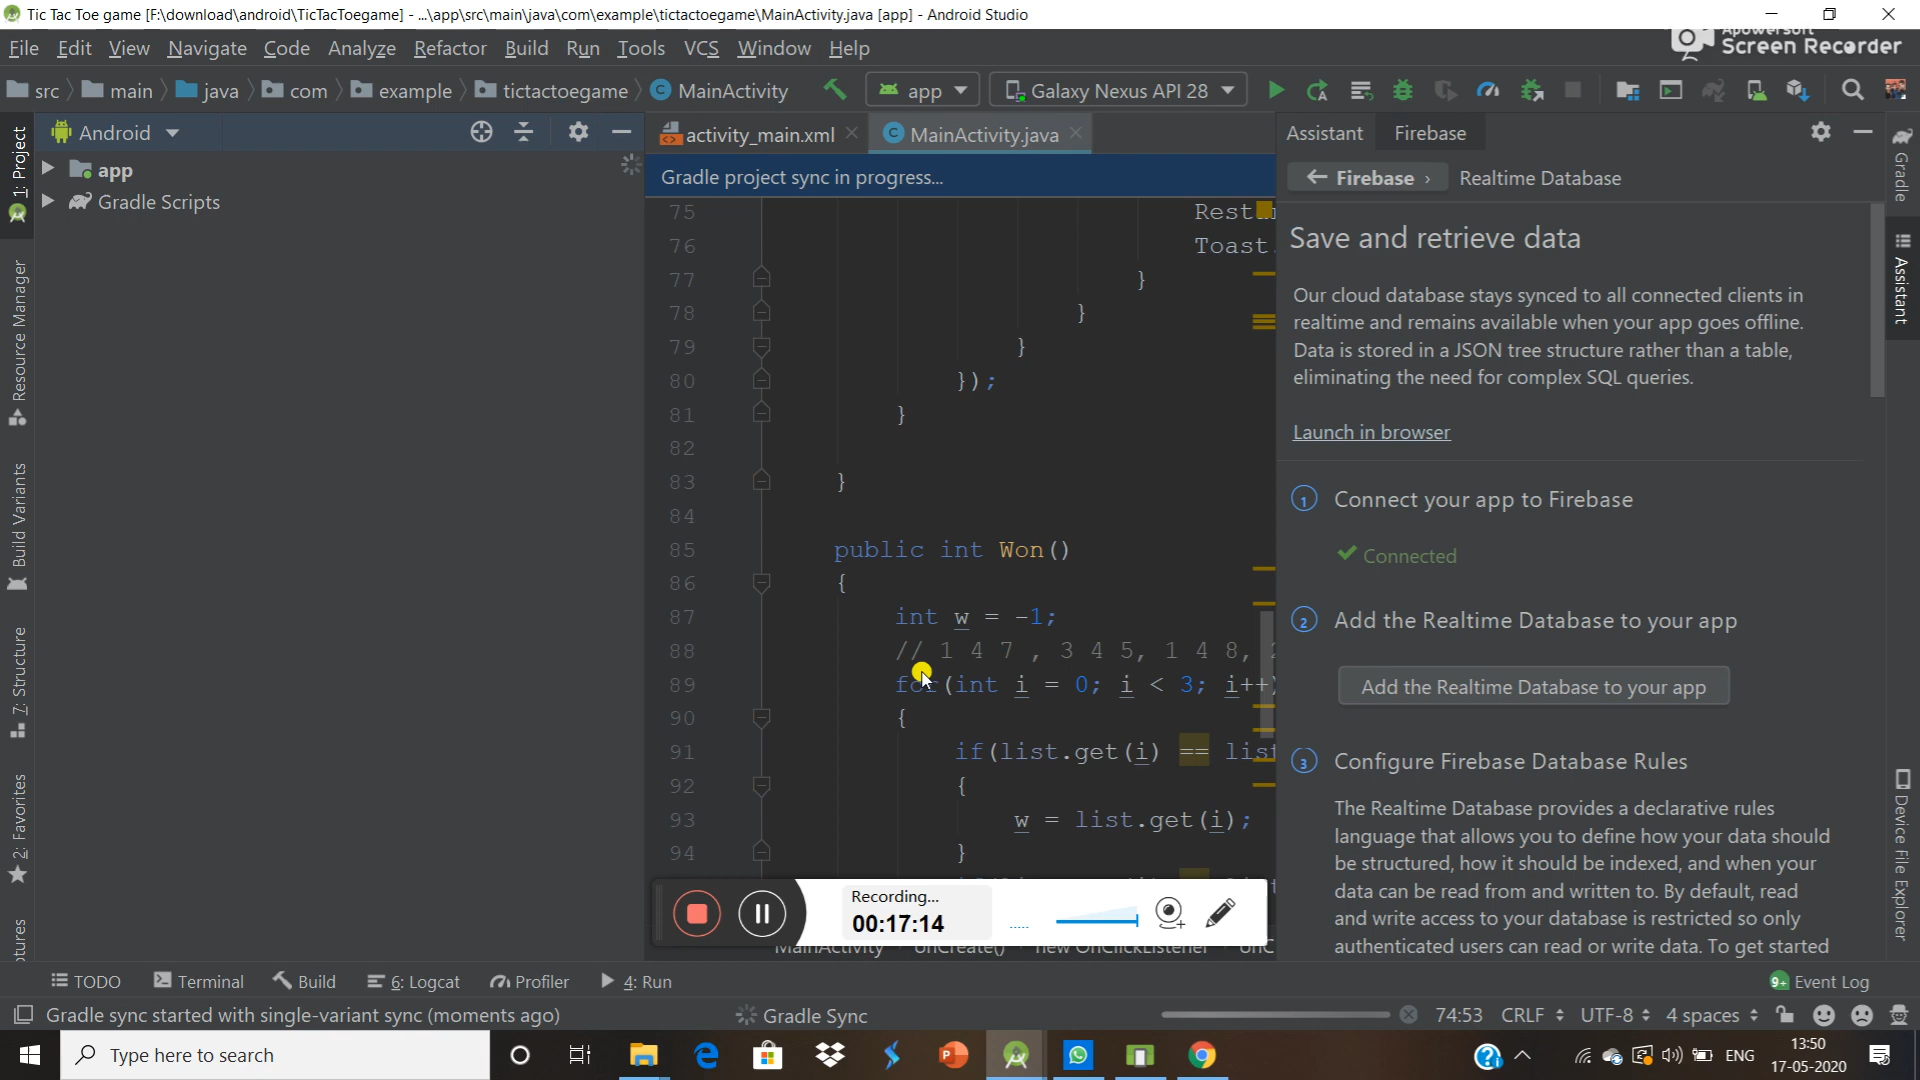 Tic Tac Toe game [F:\download\android\TicTacToegame] - ...\app\src\main\java\com\example\tictactoegame\MainActivity.java [app] - Android Studio
File Edit View Navigate Code Analyze Refactor Build Run Tools VCS Window Help
Apowersoft
Screen Recorder
src main java com example tictactoegame MainActivity app Galaxy Nexus API 28
Android
activity_main.xml MainActivity.java
Assistant Firebase
app
Gradle Scripts
Gradle project sync in progress...
Firebase › Realtime Database
75
76 Toast.
77 }
78 }
79 }
80 });
81 }
82
83 }
84
85 public int Won()
86 {
87 int w = -1;
88 // 1 4 7 , 3 4 5, 1 4 8,
89 for(int i = 0; i < 3; i++)
90 {
91 if(list.get(i) == list
92 {
93 w = list.get(i);
94 }
Save and retrieve data
Our cloud database stays synced to all connected clients in
realtime and remains available when your app goes offline.
Data is stored in a JSON tree structure rather than a table,
eliminating the need for complex SQL queries.
Launch in browser
1 Connect your app to Firebase
Connected
2 Add the Realtime Database to your app
Add the Realtime Database to your app
3 Configure Firebase Database Rules
The Realtime Database provides a declarative rules
language that allows you to define how your data should
be structured, how it should be indexed, and when your
data can be read from and written to. By default, read
and write access to your database is restricted so only
authenticated users can read or write data. To get started
1: Project
Resource Manager
Build Variants
7: Structure
2: Favorites
Gradle
Assistant
Device File Explorer
Recording...
00:17:14
MainActivity onCreate() new OnClickListener
TODO Terminal Build 6: Logcat Profiler 4: Run 9+ Event Log
Gradle sync started with single-variant sync (moments ago) Gradle Sync 74:53 CRLF UTF-8 4 spaces
Type here to search
ENG
13:50
17-05-2020